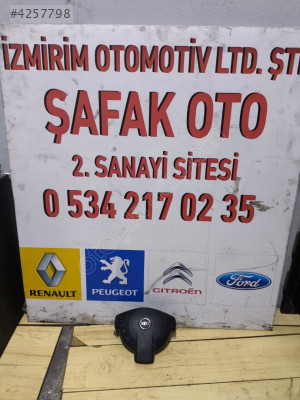 #4257798
İZMİRİM OTOMOTİV LTD. ŞT
ŞAFAK OTO
2. SANAYİ SİTESİ
0 534 217 02 35
RENAULT
PEUGEOT
CITROËN
Ford